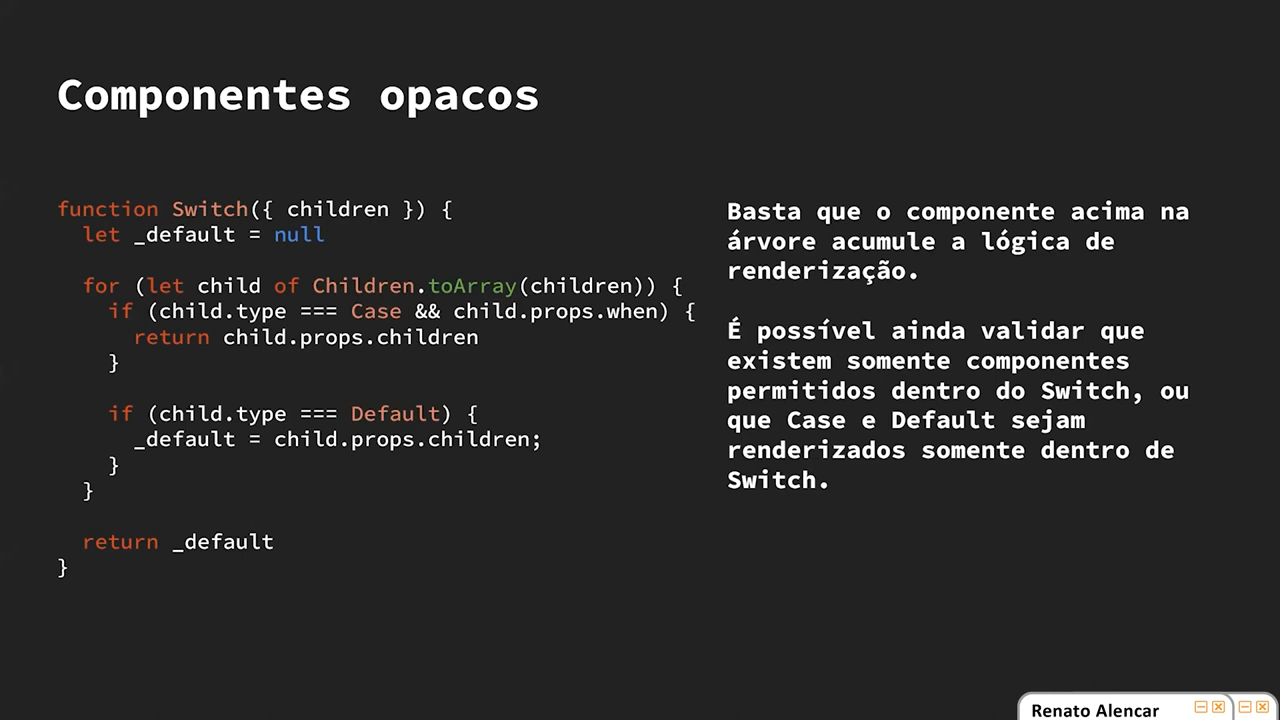 Componentes opacos
function Switch({ children }) {
  let _default = null
  for (let child of Children.toArray(children)) {
    if (child.type === Case && child.props.when) {
      return child.props.children
    }
    if (child.type === Default) {
      _default = child.props.children;
    }
  }
  return _default
}
Basta que o componente acima na
árvore acumule a lógica de
renderização.
É possível ainda validar que
existem somente componentes
permitidos dentro do Switch, ou
que Case e Default sejam
renderizados somente dentro de
Switch.
Renato Alencar